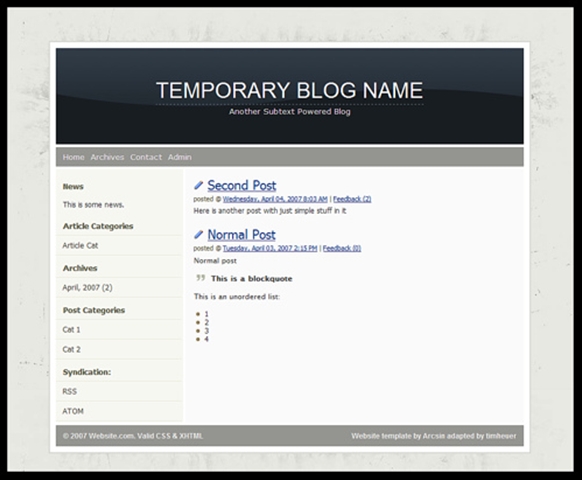 TEMPORARY BLOG NAME
Another Subtext Powered Blog
Home Archives Contact Admin
News
This is some news.
Article Categories
Article Cat
Archives
April, 2007 (2)
Post Categories
Cat 1
Cat 2
Syndication:
RSS
ATOM
Second Post
posted @ Wednesday, April 04, 2007 8:03 AM | Feedback (2)
Here is another post with just simple stuff in it
Normal Post
posted @ Tuesday, April 03, 2007 2:15 PM | Feedback (0)
Normal post
This is a blockquote
This is an unordered list:
1
2
3
4
© 2007 Website.com. Valid CSS & XHTML
Website template by Arcsin adapted by timheuer